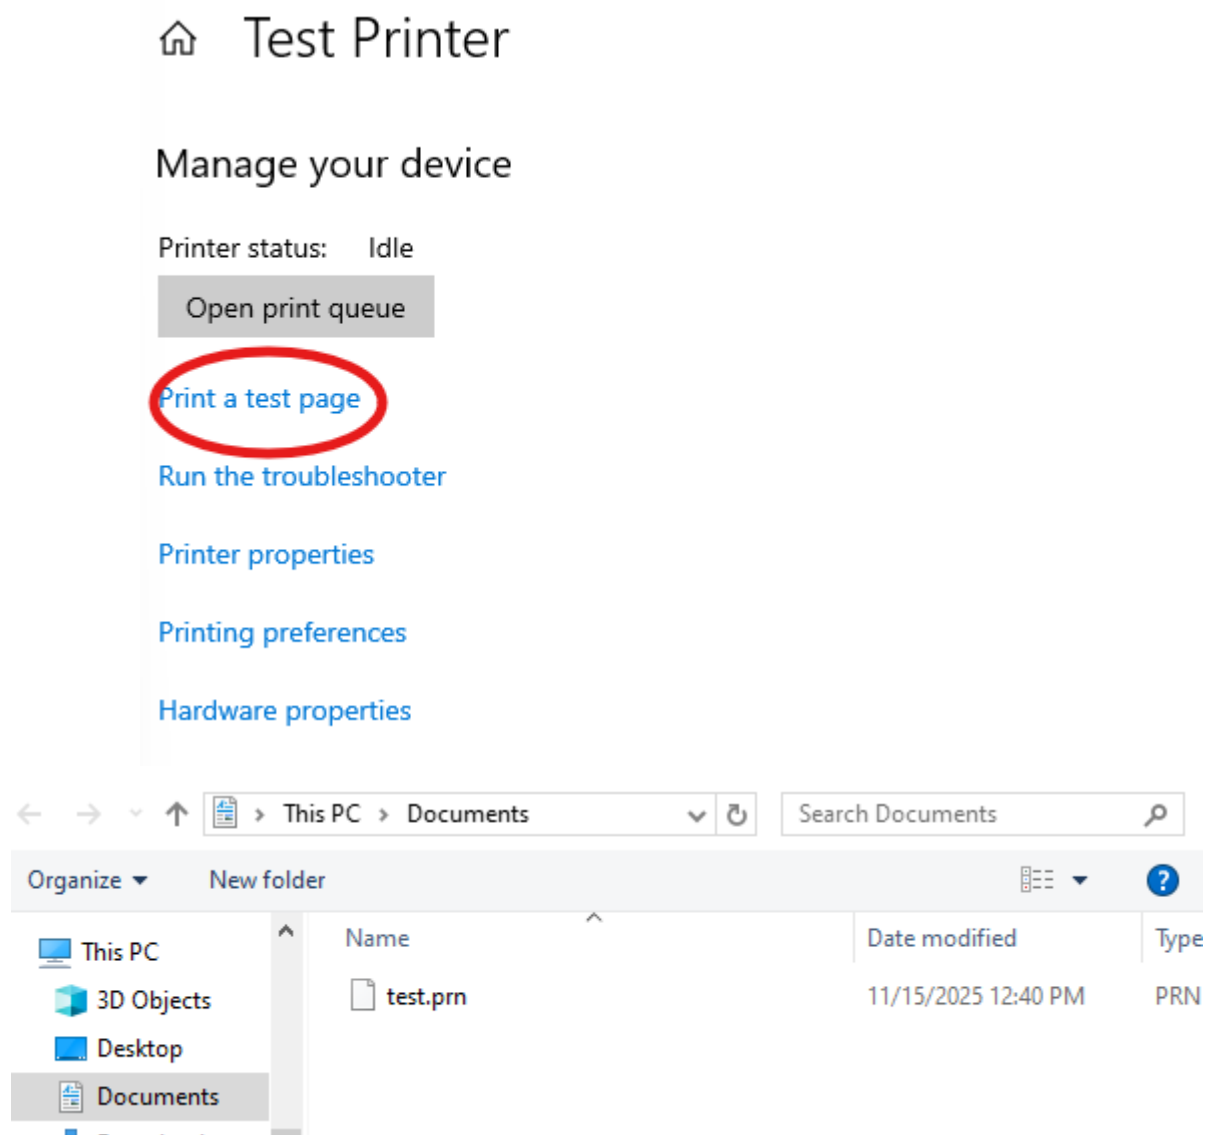 Test Printer
Manage your device
Printer status: Idle
Open print queue
Print a test page
Run the troubleshooter
Printer properties
Printing preferences
Hardware properties
This PC > Documents
Search Documents
Organize
New folder
?
Name
Date modified
Type
This PC
3D Objects
Desktop
Documents
test.prn
11/15/2025 12:40 PM
PRN